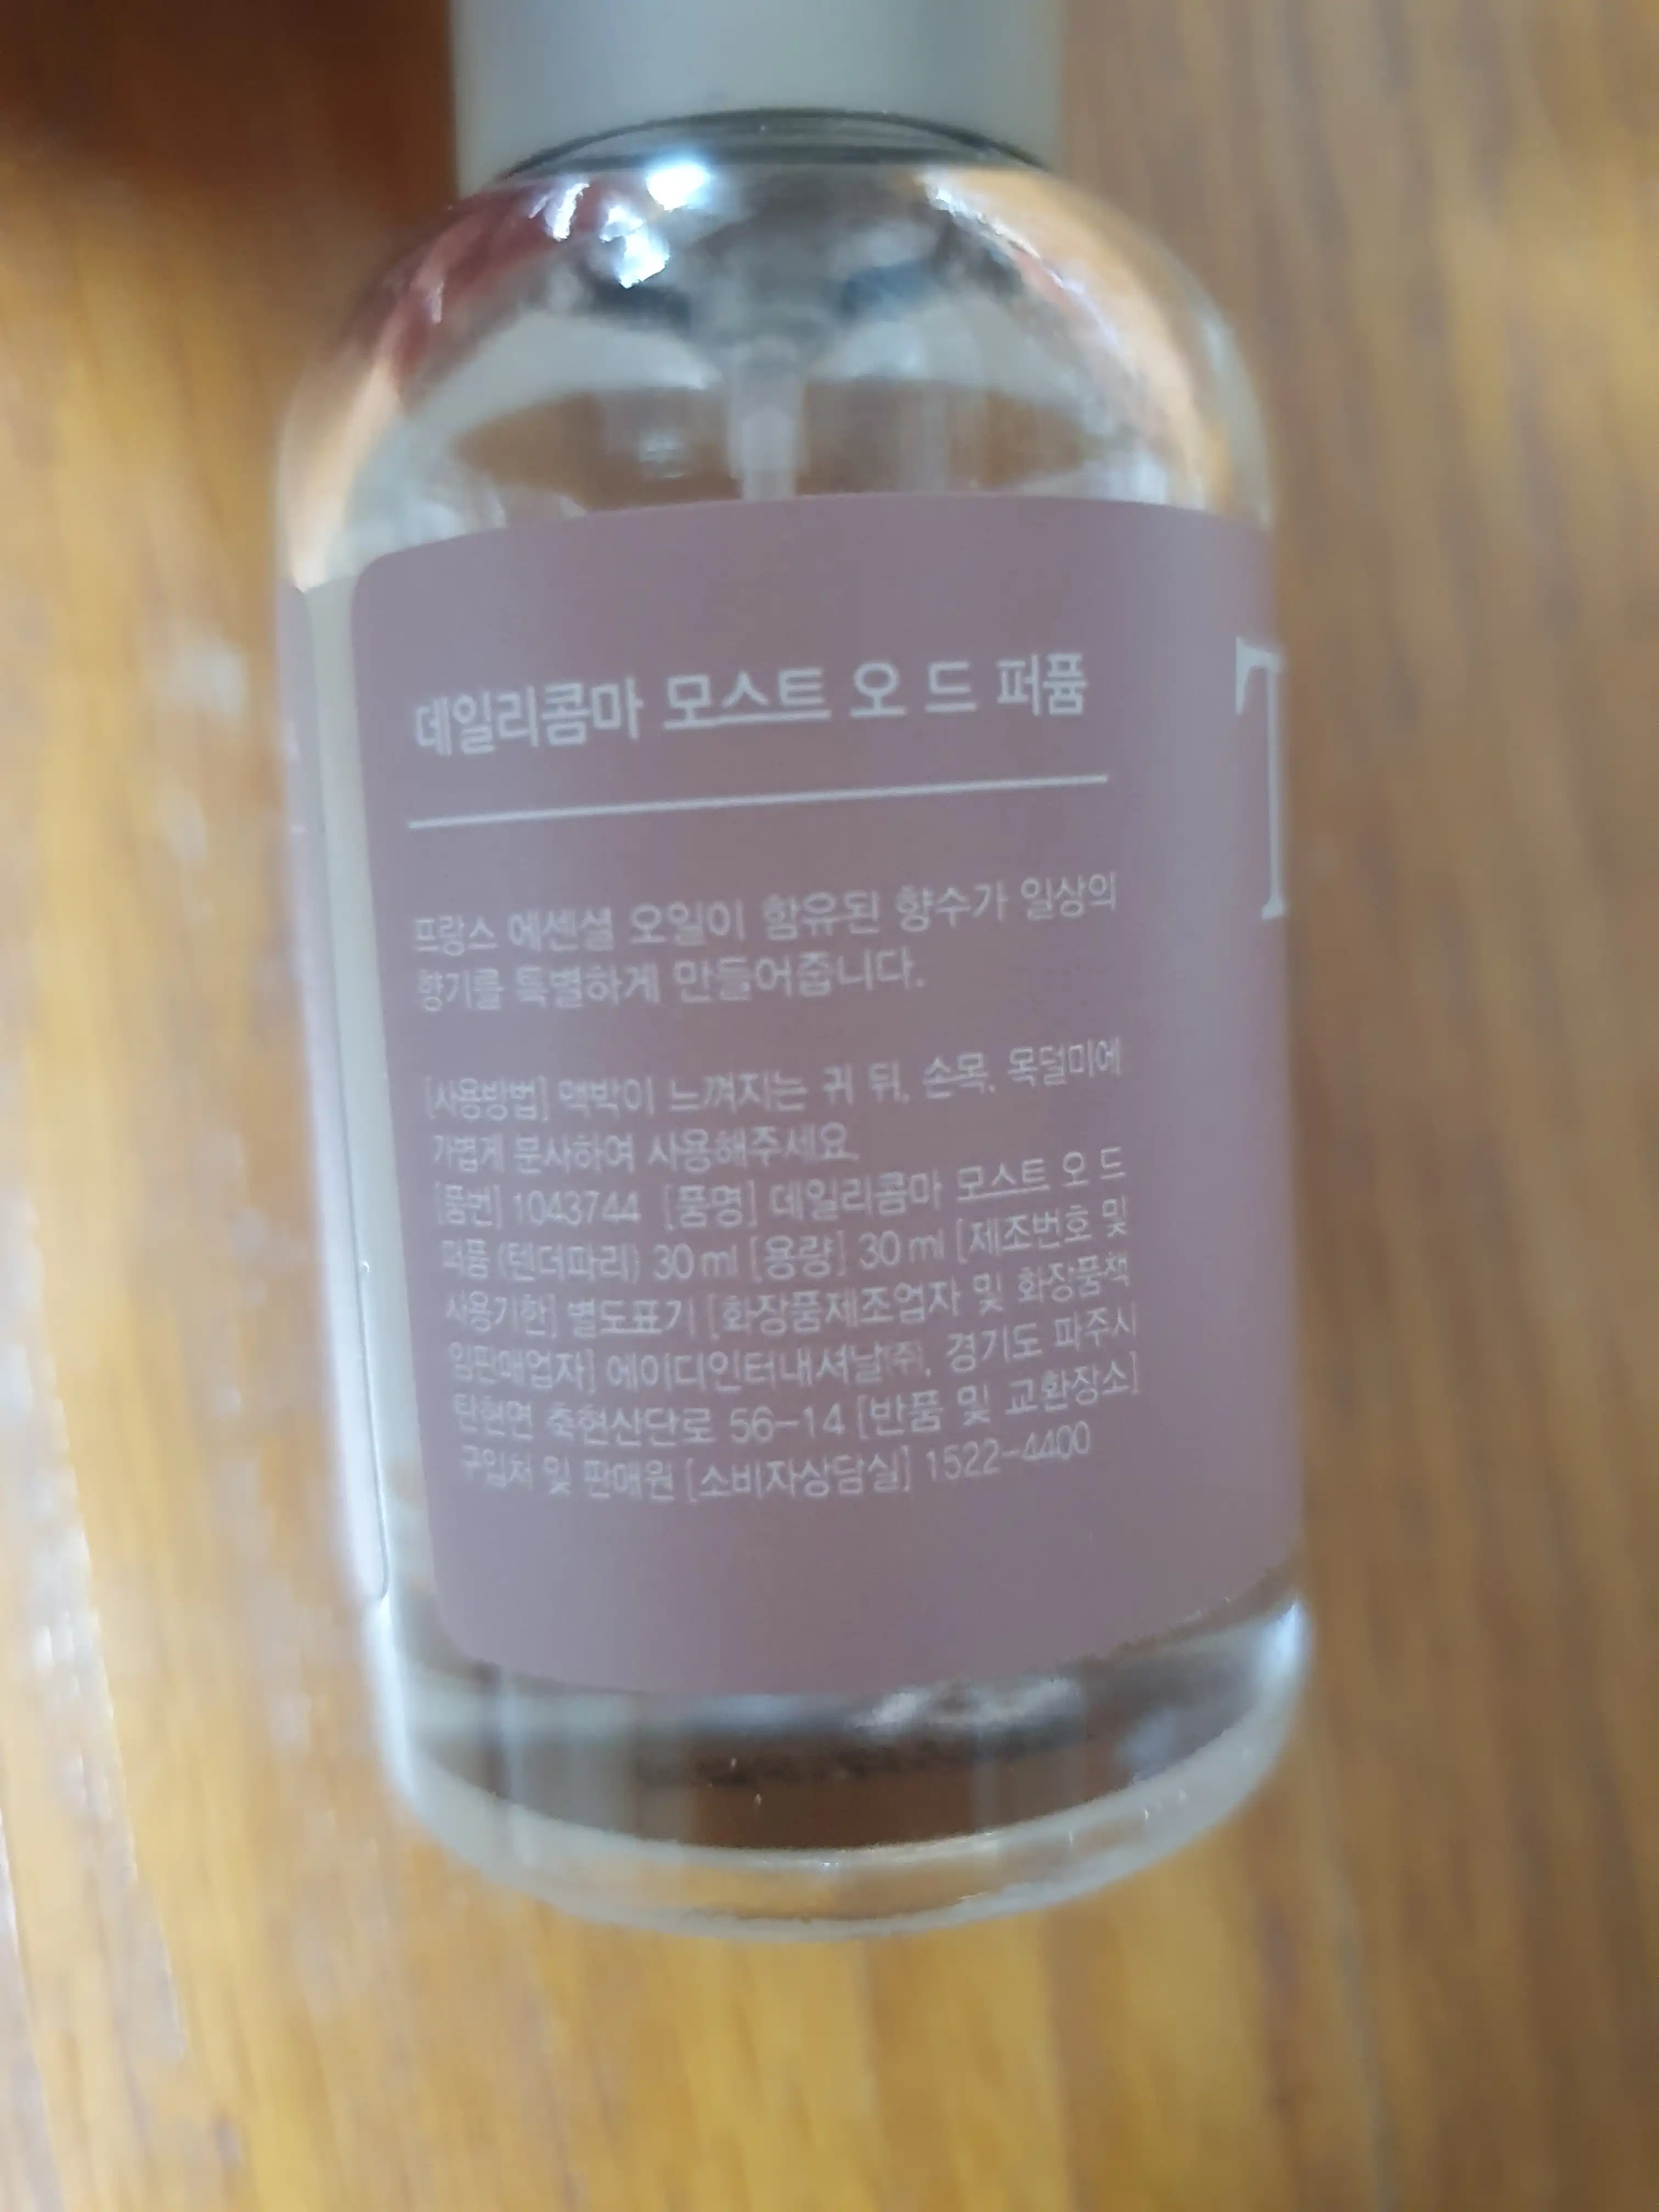 데일리콤마 모스트 오 드 퍼퓸
프랑스 에센셜 오일이 함유된 향수가 일상의
향기를 특별하게 만들어줍니다.
[사용방법] 맥박이 느껴지는 귀 뒤, 손목, 목덜미에
가볍게 분사하여 사용해주세요.
[품번] 1043744 [품명] 데일리콤마 모스트 오 드
퍼퓸 (텐더파리) 30 ml [용량] 30 ml [제조번호 및
사용기한] 별도표기 [화장품제조업자 및 화장품책
임판매업자] 에이디인터내셔날(주), 경기도 파주시
탄현면 축현산단로 56-14 [반품 및 교환장소]
구입처 및 판매원 [소비자상담실] 1522-4400
T